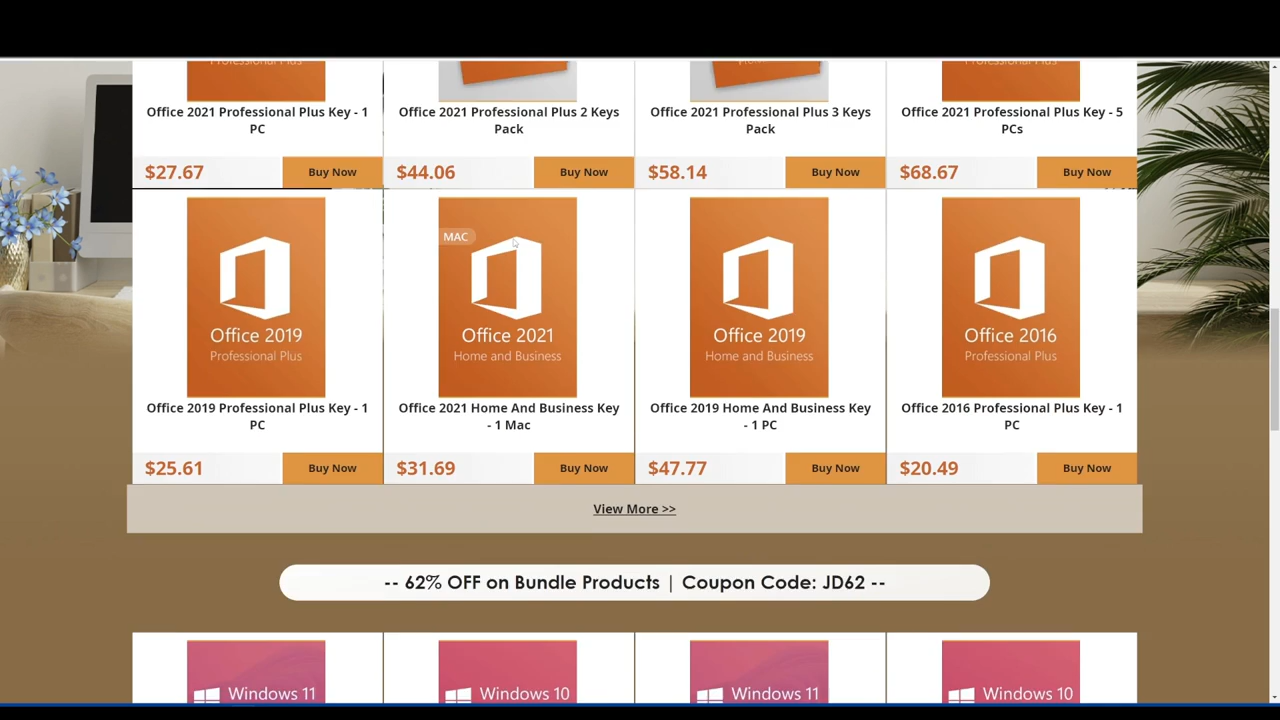 Office 2021 Professional Plus Key - 1
PC
Office 2021 Professional Plus 2 Keys
Pack
Office 2021 Professional Plus 3 Keys
Pack
Office 2021 Professional Plus Key - 5
PCs
$27.67
Buy Now
$44.06
Buy Now
$58.14
Buy Now
$68.67
Buy Now
Office 2019
Professional Plus
MAC
Office 2021
Home and Business
Office 2019
Home and Business
Office 2016
Professional Plus
Office 2019 Professional Plus Key - 1
PC
Office 2021 Home And Business Key
- 1 Mac
Office 2019 Home And Business Key
- 1 PC
Office 2016 Professional Plus Key - 1
PC
$25.61
Buy Now
$31.69
Buy Now
$47.77
Buy Now
$20.49
Buy Now
View More >>
-- 62% OFF on Bundle Products | Coupon Code: JD62 --
Windows 11
Windows 10
Windows 11
Windows 10